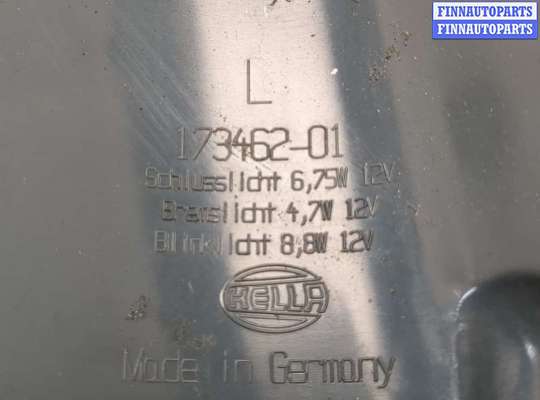 FINNAUTOPARTS
FINNAUTOPARTS
L
173462-01
Schlusslicht 6,75W 12V
Bremslicht 4,7W 12V
Blinklicht 8,8W 12V
HELLA
Made in Germany